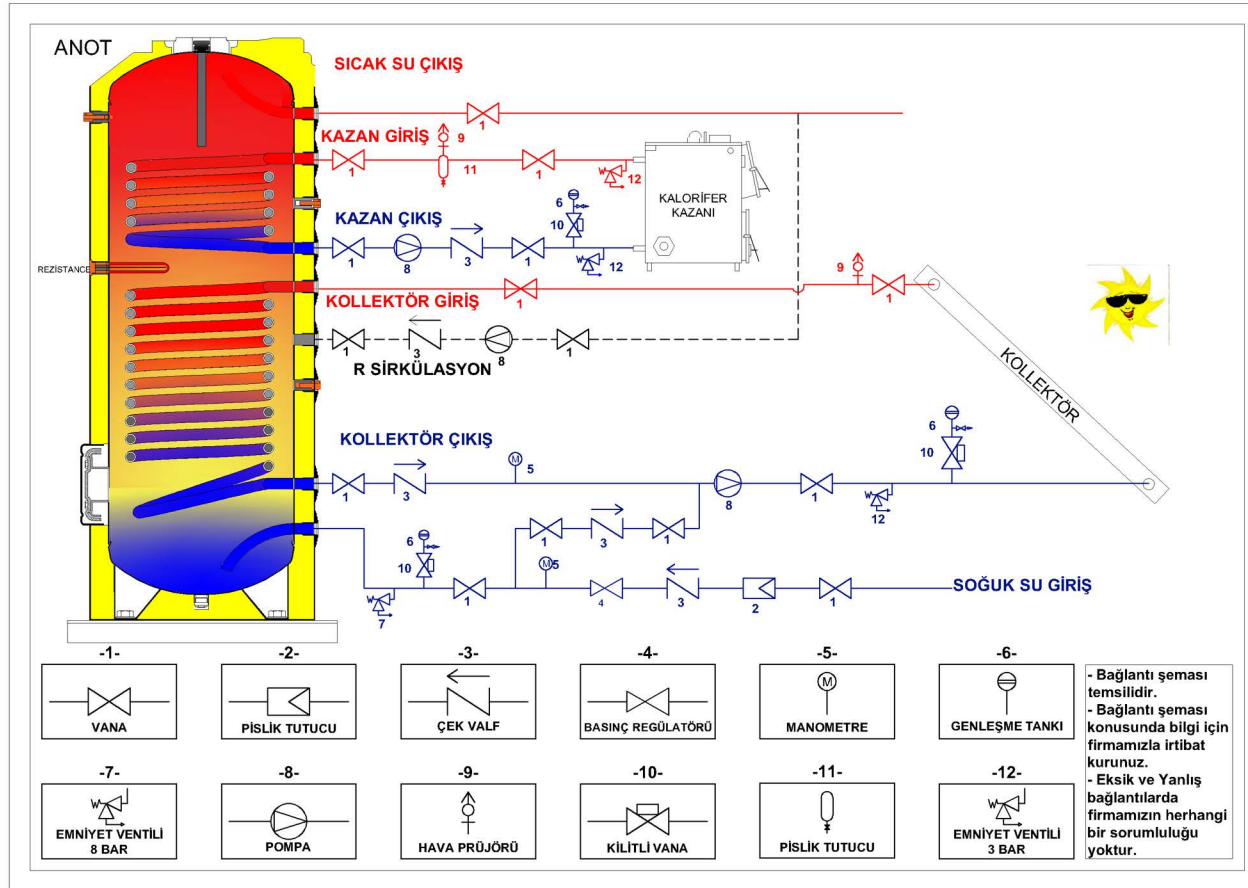 ANOT
SICAK SU ÇIKIŞ
1
KAZAN GİRİŞ
9
1
11
1
12
KALORİFER
KAZANI
KAZAN ÇIKIŞ
6
10
1
8
3
1
12
REZİSTANCE
KOLLEKTÖR GİRİŞ
1
9
1
KOLLEKTÖR
1
3
8
1
R SİRKÜLASYON
KOLLEKTÖR ÇIKIŞ
1
3
M
5
8
1
12
6
10
1
3
1
6
10
7
1
M
5
4
3
2
1
SOĞUK SU GİRİŞ
-1-
VANA
-2-
PİSLİK TUTUCU
-3-
ÇEK VALF
-4-
BASINÇ REGÜLATÖRÜ
-5-
M
MANOMETRE
-6-
GENLEŞME TANKI
-7-
EMNİYET VENTİLİ
8 BAR
-8-
POMPA
-9-
HAVA PRÜJÖRÜ
-10-
KİLİTLİ VANA
-11-
PİSLİK TUTUCU
-12-
EMNİYET VENTİLİ
3 BAR
- Bağlantı şeması
temsilidir.
- Bağlantı şeması
konusunda bilgi için
firmamızla irtibat
kurunuz.
- Eksik ve Yanlış
bağlantılarda
firmamızın herhangi
bir sorumluluğu
yoktur.